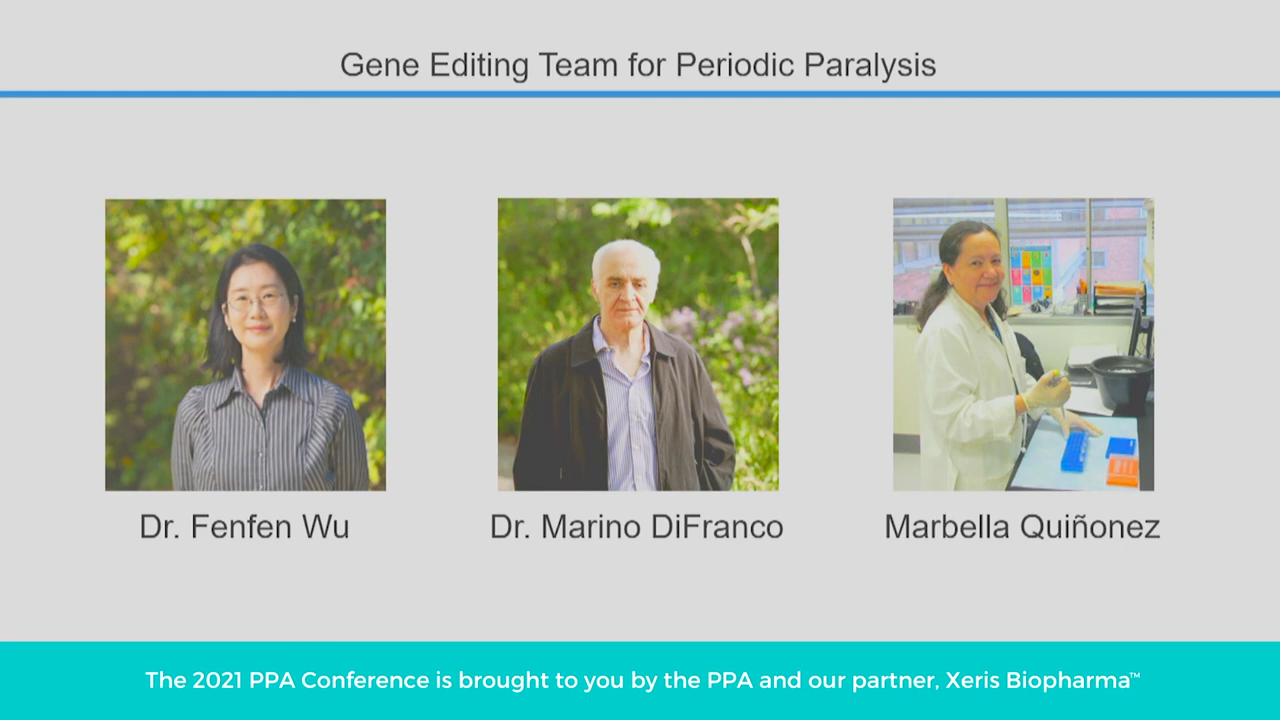 Gene Editing Team for Periodic Paralysis
Dr. Fenfen Wu
Dr. Marino DiFranco
Marbella Quiñonez
The 2021 PPA Conference is brought to you by the PPA and our partner, Xeris Biopharma™